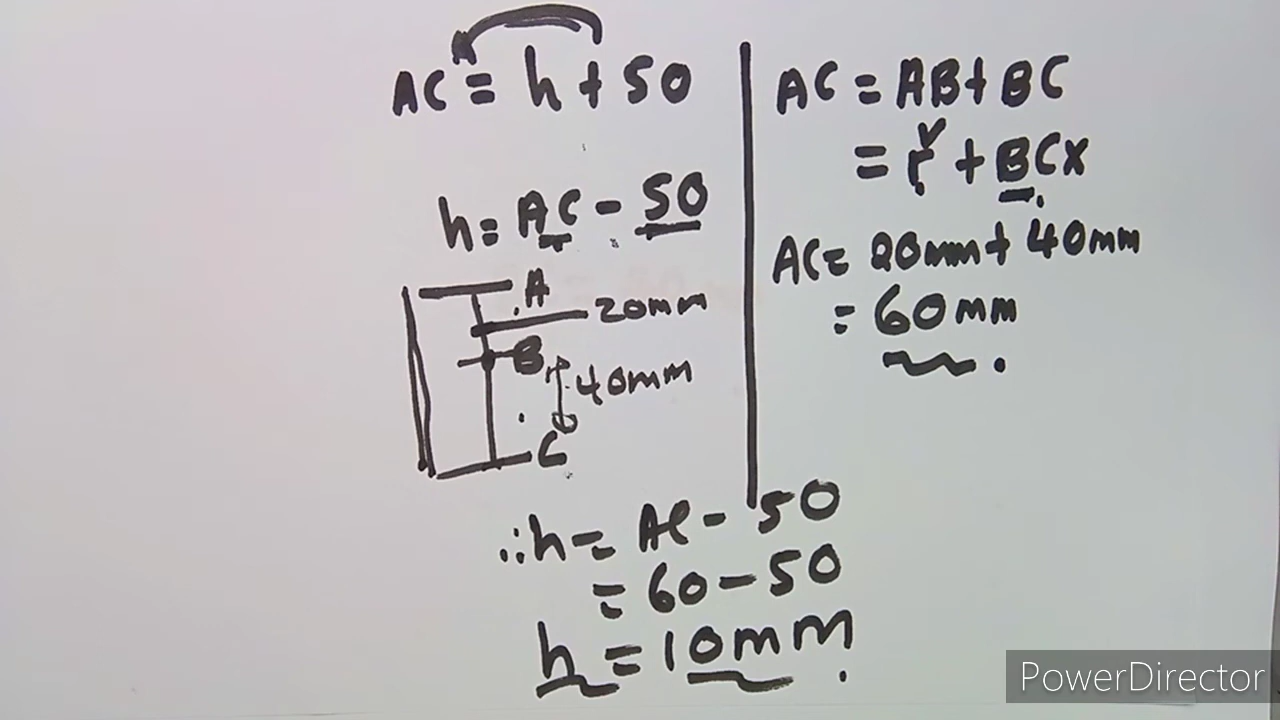 AC = h + 50
h = AC - 50
A
20mm
B
40mm
C
AC = AB + BC
= r + BCx
AC = 20mm + 40mm
= 60mm
∴ h = AC - 50
= 60 - 50
h = 10mm.
PowerDirector